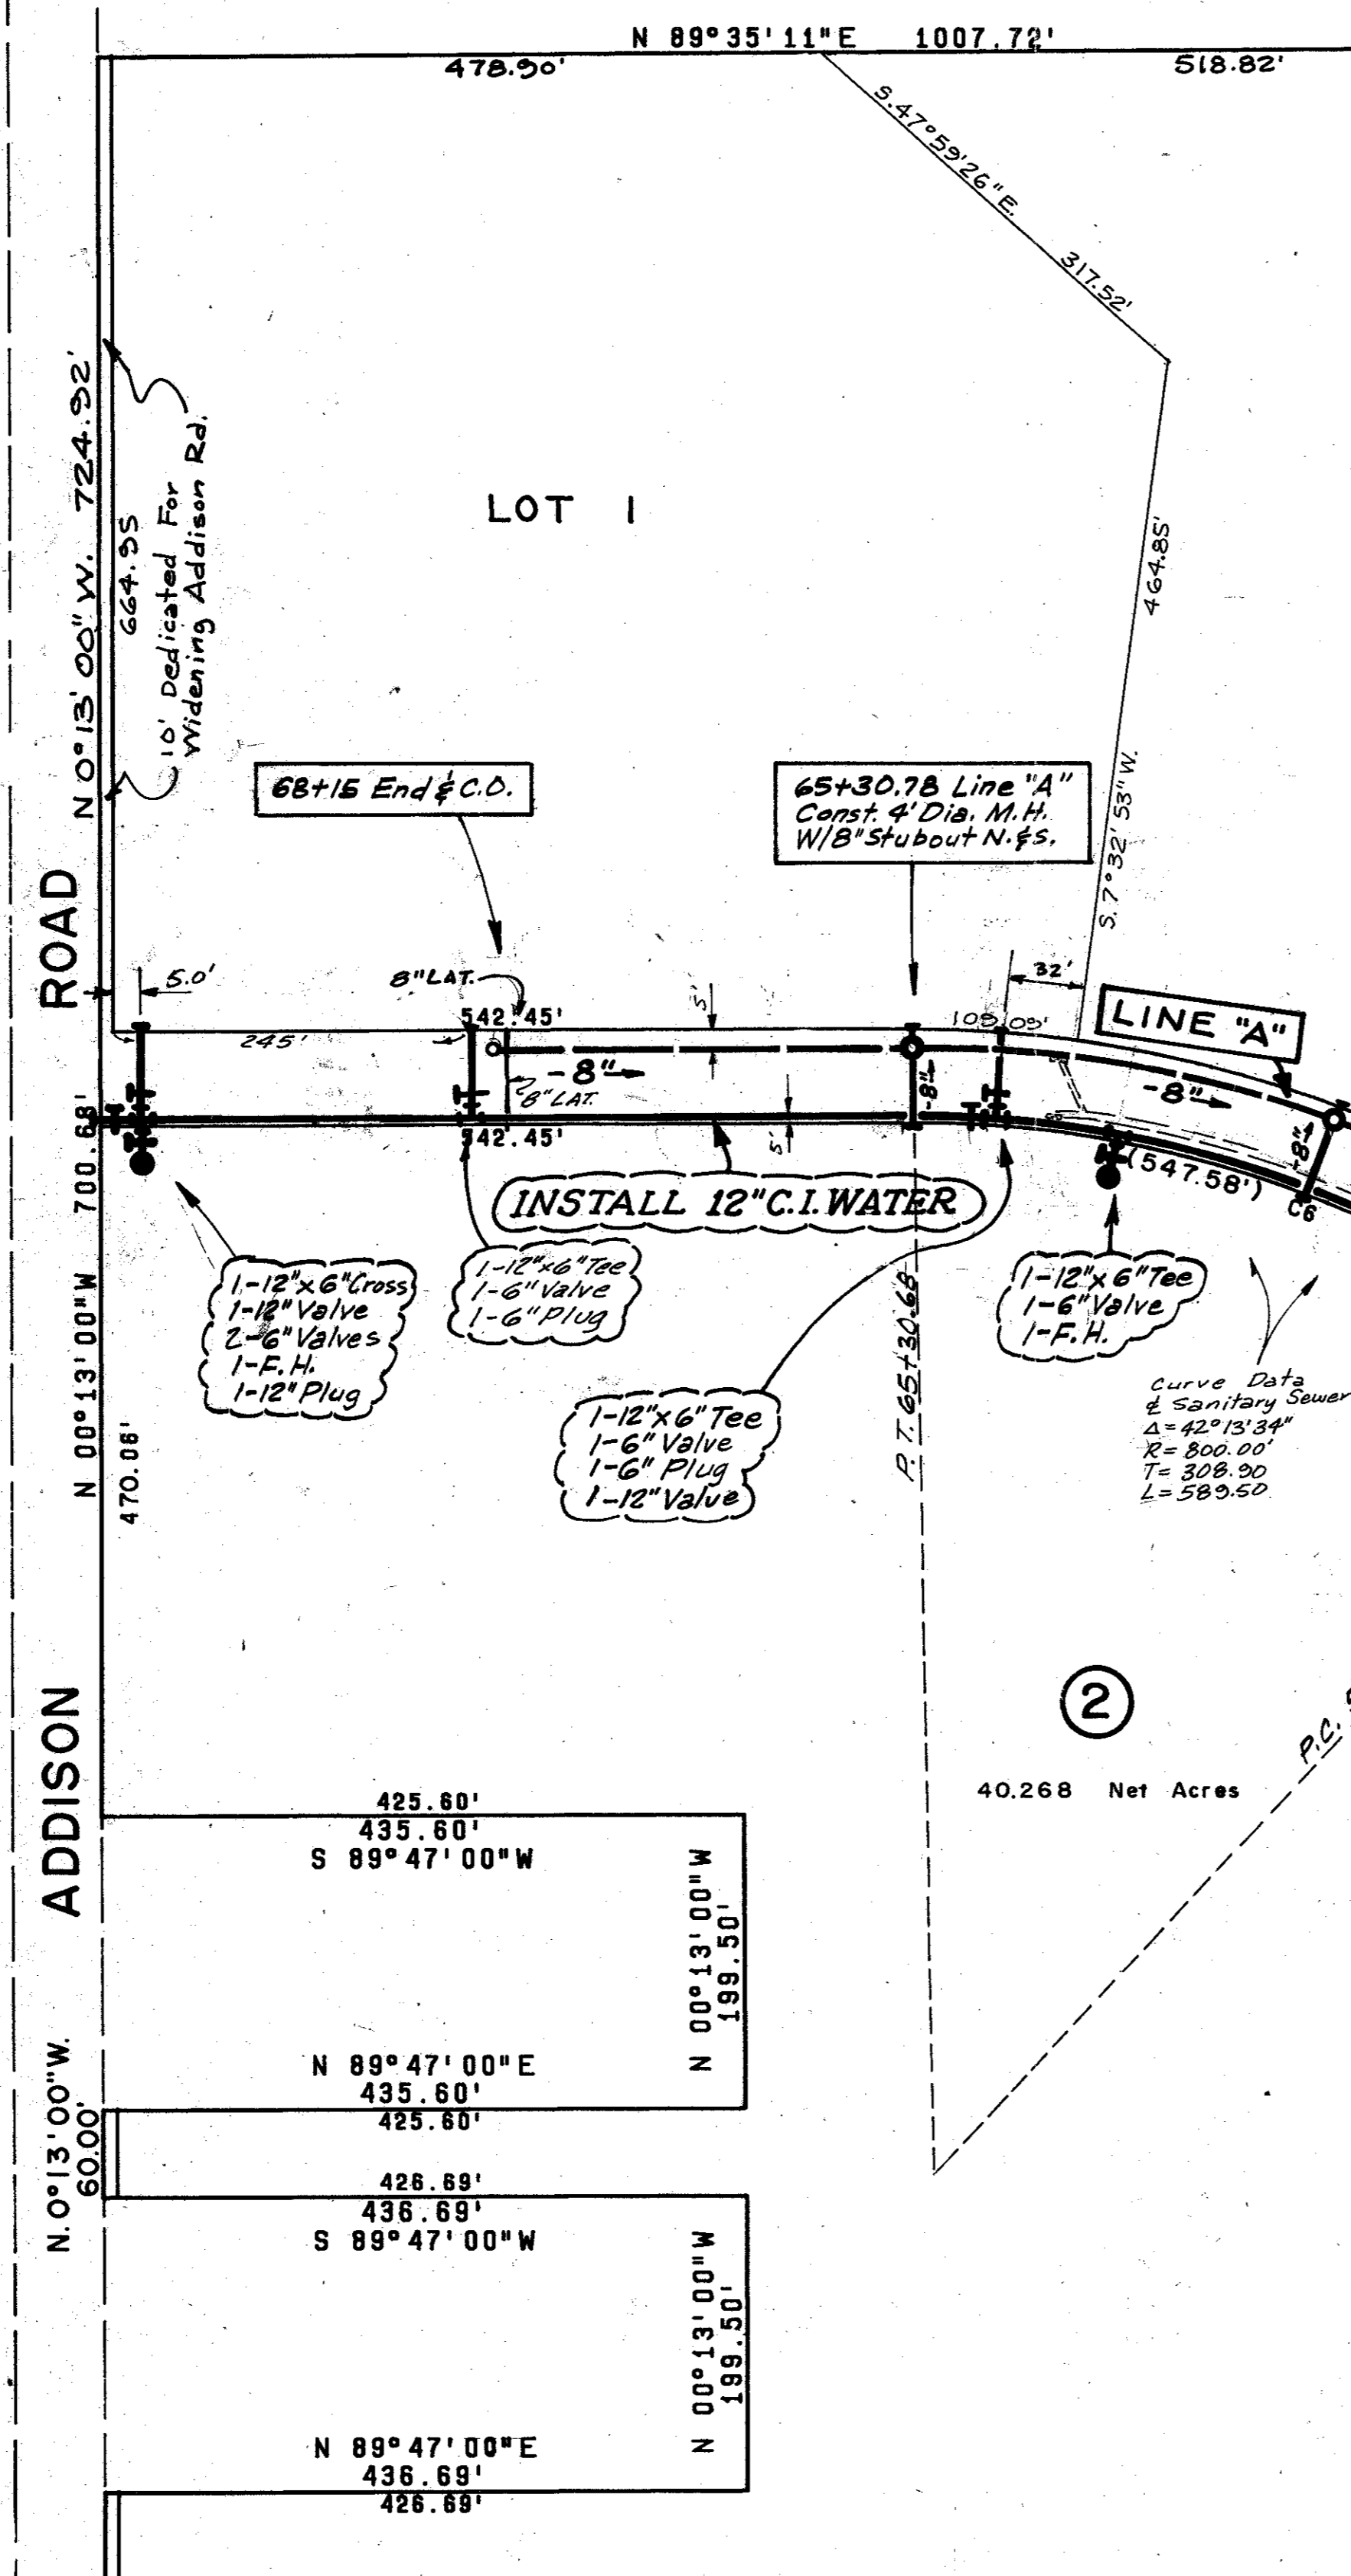 N 89°35'11"E 1007.72'
478.90'
518.82'
S.47°59'26"E.
317.52'
N 0°13'00"W. 724.92'
664.95
10' Dedicated For
Widening Addison Rd.
LOT 1
464.85'
S.7°32'53"W.
68+15 End & C.O.
65+30.78 Line "A"
Const. 4' Dia. M.H.
W/8" Stubout N.&S.
ROAD
5.0'
8" LAT.
542.45'
5'
109.09'
32'
LINE "A"
245'
-8"
8" LAT.
-8"
-8"
-8"
542.45'
5'
(547.58')
C6
700.68'
INSTALL 12" C.I. WATER
1-12"x6" Cross
1-12" Valve
2-6" Valves
1-F.H.
1-12" Plug
1-12"x6" Tee
1-6" Valve
1-6" Plug
1-12"x6" Tee
1-6" Valve
1-F.H.
N 00°13'00"W
470.06'
1-12"x6" Tee
1-6" Valve
1-6" Plug
1-12" Valve
P.T. 65+30.68
Curve Data
℄ Sanitary Sewer
Δ=42°13'34"
R=800.00'
T=308.90
L=589.50
ADDISON
2
P.C.
40.268 Net Acres
425.60'
435.60'
S 89°47'00"W
N 00°13'00"W
199.50'
N 89°47'00"E
435.60'
425.60'
N.0°13'00"W.
60.00'
426.69'
436.69'
S 89°47'00"W
N 00°13'00"W
199.50'
N 89°47'00"E
436.69'
426.69'